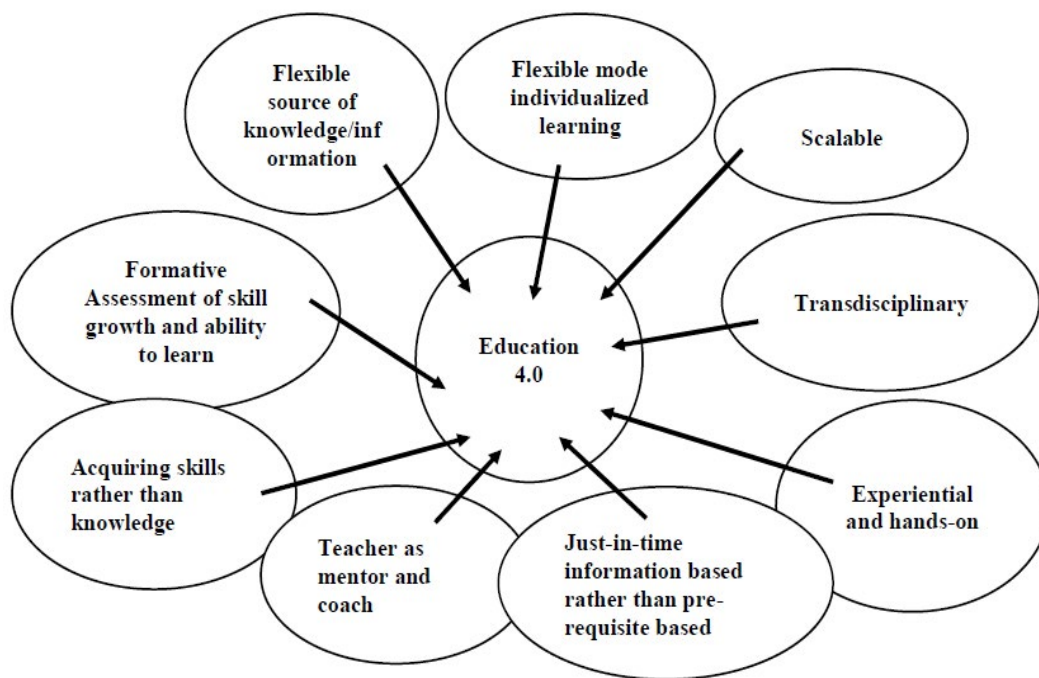 Flexible
source of
knowledge/inf
ormation
Flexible mode
individualized
learning
Scalable
Formative
Assessment of skill
growth and ability
to learn
Education
4.0
Transdisciplinary
Acquiring skills
rather than
knowledge
Teacher as
mentor and
coach
Just-in-time
information based
rather than pre-
requisite based
Experiential
and hands-on